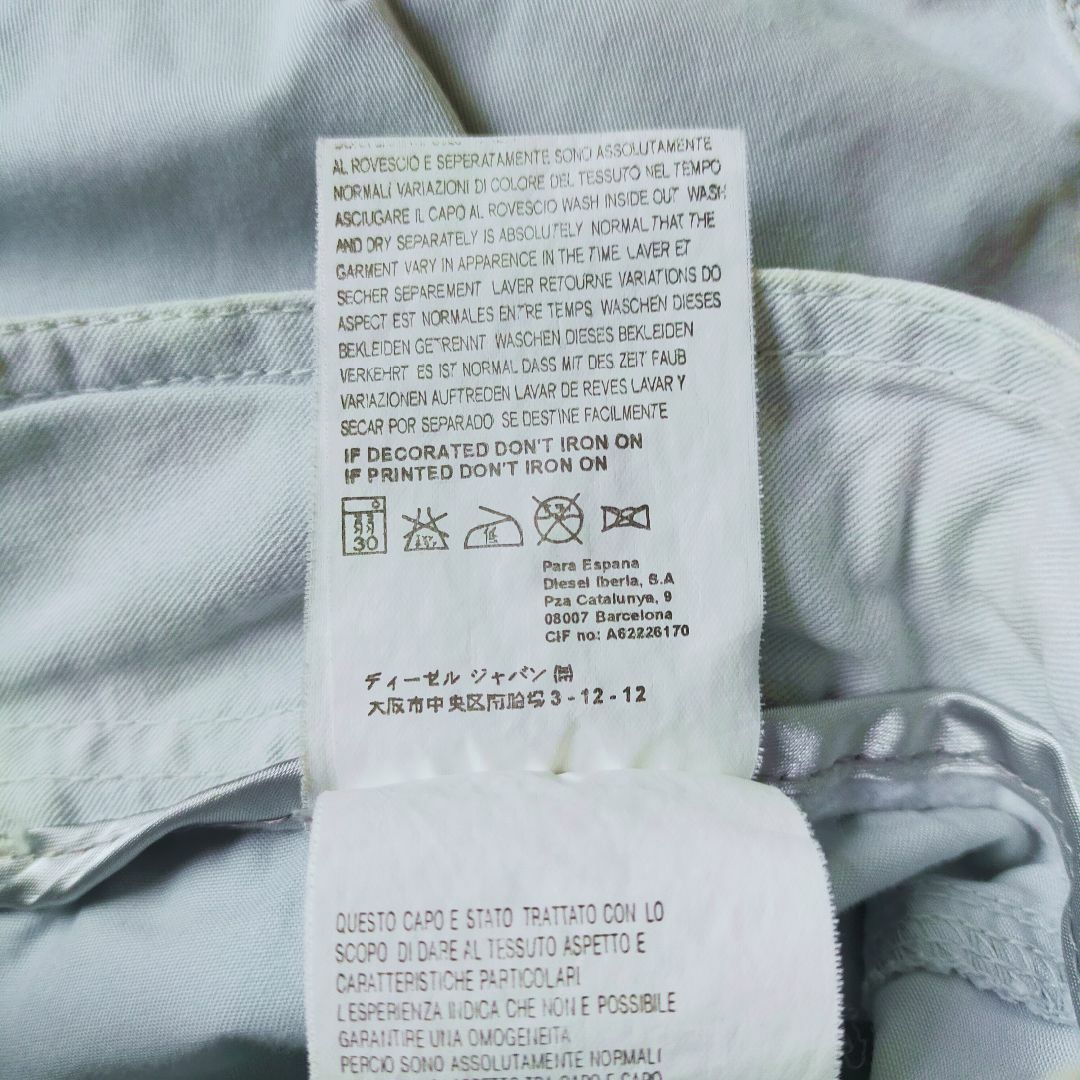 AL ROVESCIO E SEPERATAMENTE SONO ASSOLUTAMENTE
NORMALI VARIAZIONI DI COLORE DEL TESSUTO NEL TEMPO
ASCIUGARE IL CAPO AL ROVESCIO WASH INSIDE OUT WASH
AND DRY SEPARATELY IS ABSOLUTELY NORMAL THAT THE
GARMENT VARY IN APPARENCE IN THE TIME. LAVER ET
SECHER SEPAREMENT LAVER RETOURNE VARIATIONS DO
ASPECT EST NORMALES ENTRE TEMPS. WASCHEN DIESES
BEKLEIDEN GETRENNT WASCHEN DIESES BEKLEIDEN
VERKEHRT ES IST NORMAL DASS MIT DES ZEIT FAUB
VARIAZIONEN AUFTREDEN LAVAR DE REVES LAVAR Y
SECAR POR SEPARADO SE DESTINE FACILMENTE
IF DECORATED DON'T IRON ON
IF PRINTED DON'T IRON ON
30 低
Para Espana
Diesel Iberia, S.A
Pza Catalunya, 9
08007 Barcelona
CIF no: A62226170
ディーゼル ジャパン
大阪市中央区南船場 3-12-12
QUESTO CAPO E STATO TRATTATO CON LO
SCOPO DI DARE AL TESSUTO ASPETTO E
CARATTERISTICHE PARTICOLARI
L'ESPERIENZA INDICA CHE NON E POSSIBILE
GARANTIRE UNA OMOGENEITA
PERCIO SONO ASSOLUTAMENTE NORMALI